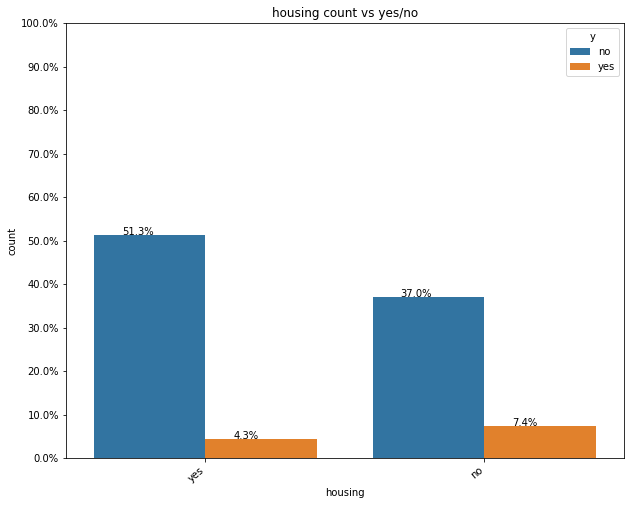 housing count vs yes/no
100.0%
90.0%
80.0%
70.0%
60.0%
50.0%
40.0%
30.0%
20.0%
10.0%
0.0%
count
y
no
yes
51.3%
4.3%
37.0%
7.4%
yes
no
housing